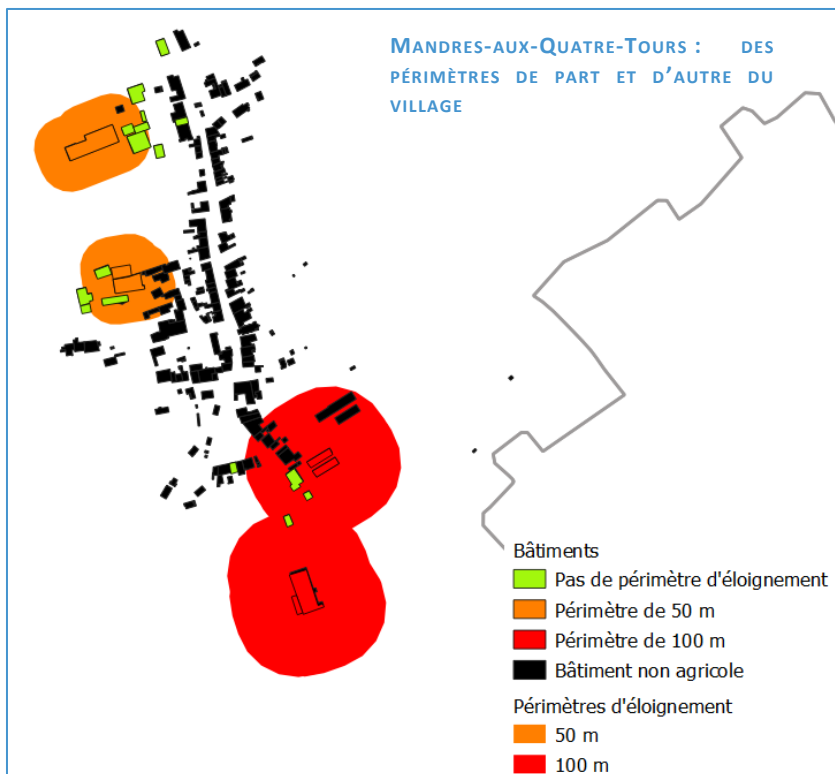 MANDRES-AUX-QUATRE-TOURS : DES
PÉRIMÈTRES DE PART ET D'AUTRE DU
VILLAGE
Bâtiments
Pas de périmètre d'éloignement
Périmètre de 50 m
Périmètre de 100 m
Bâtiment non agricole
Périmètres d'éloignement
50 m
100 m